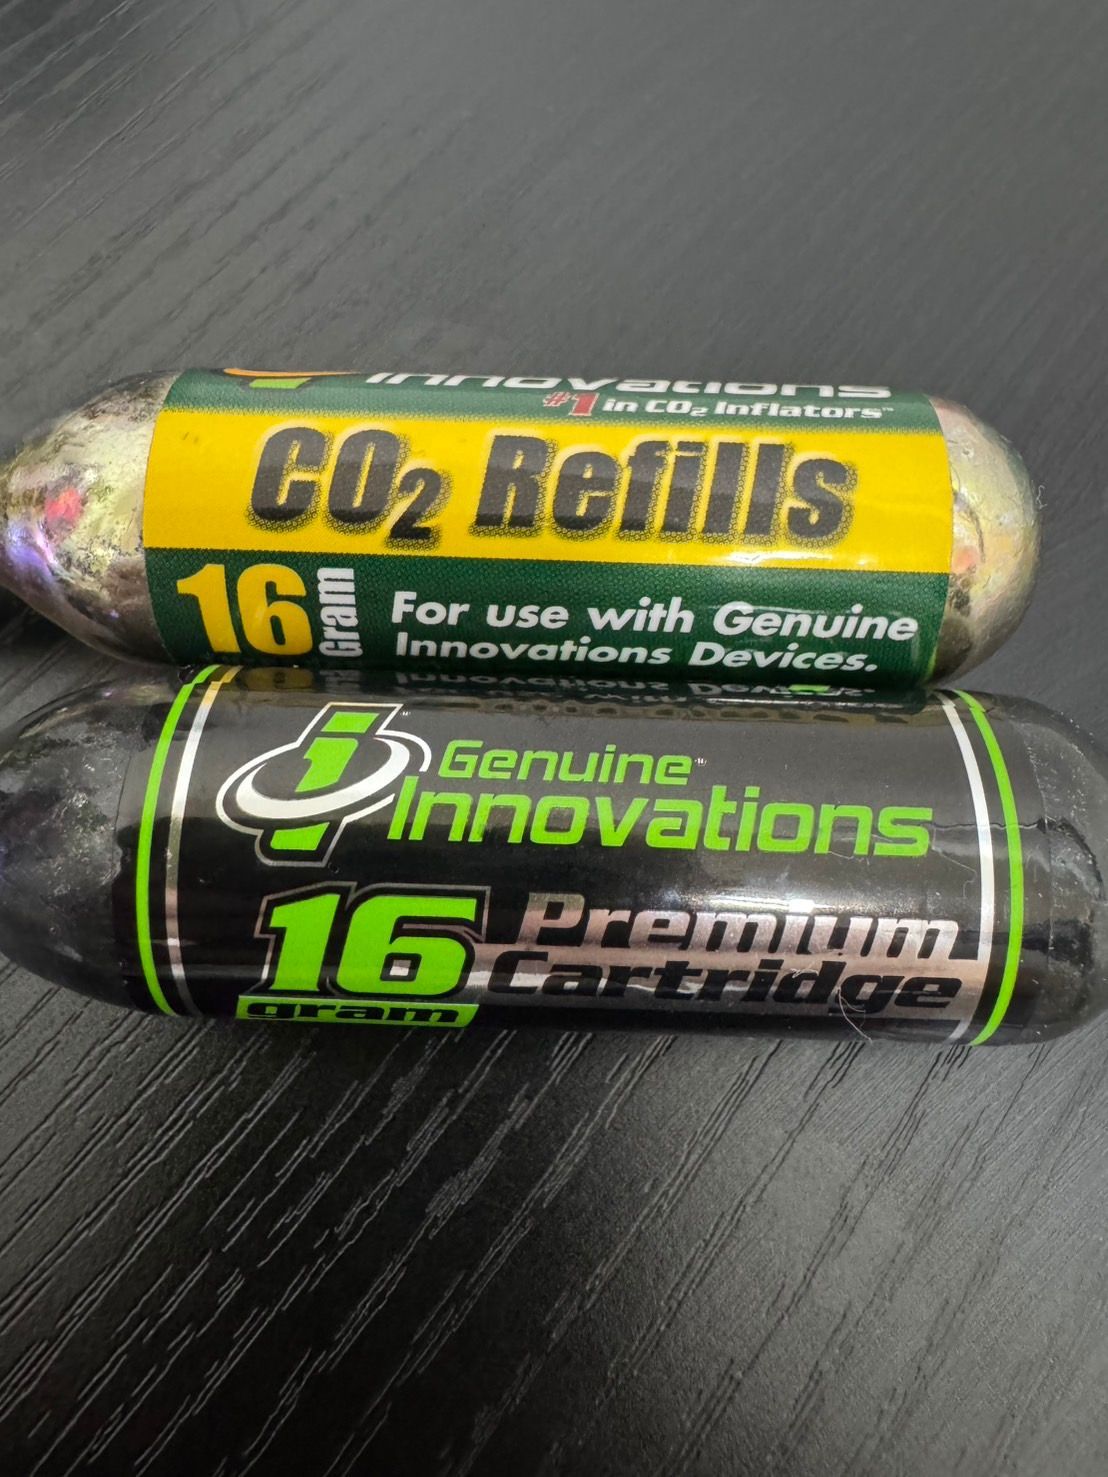 Innovations
#1 in CO₂ Inflators™
CO₂ Refills
16 Gram
For use with Genuine
Innovations Devices.
Genuine™
Innovations
16 gram
Premium
Cartridge